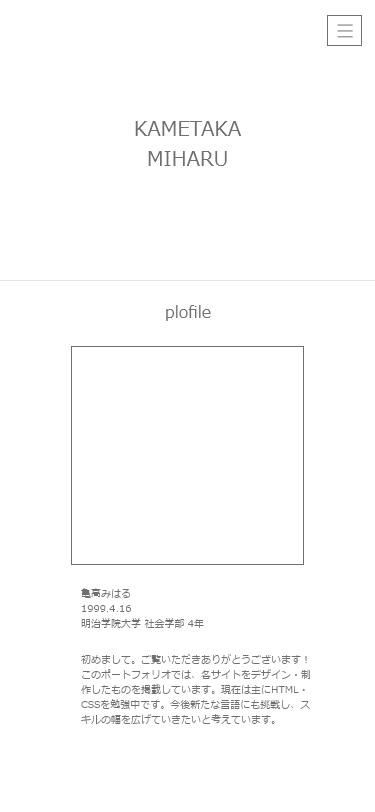 KAMETAKA
MIHARU
plofile
亀高みはる
1999.4.16
明治学院大学 社会学部 4年
初めまして。ご覧いただきありがとうございます！
このポートフォリオでは、各サイトをデザイン・制
作したものを掲載しています。現在は主にHTML・
CSSを勉強中です。今後新たな言語にも挑戦し、ス
キルの幅を広げていきたいと考えています。